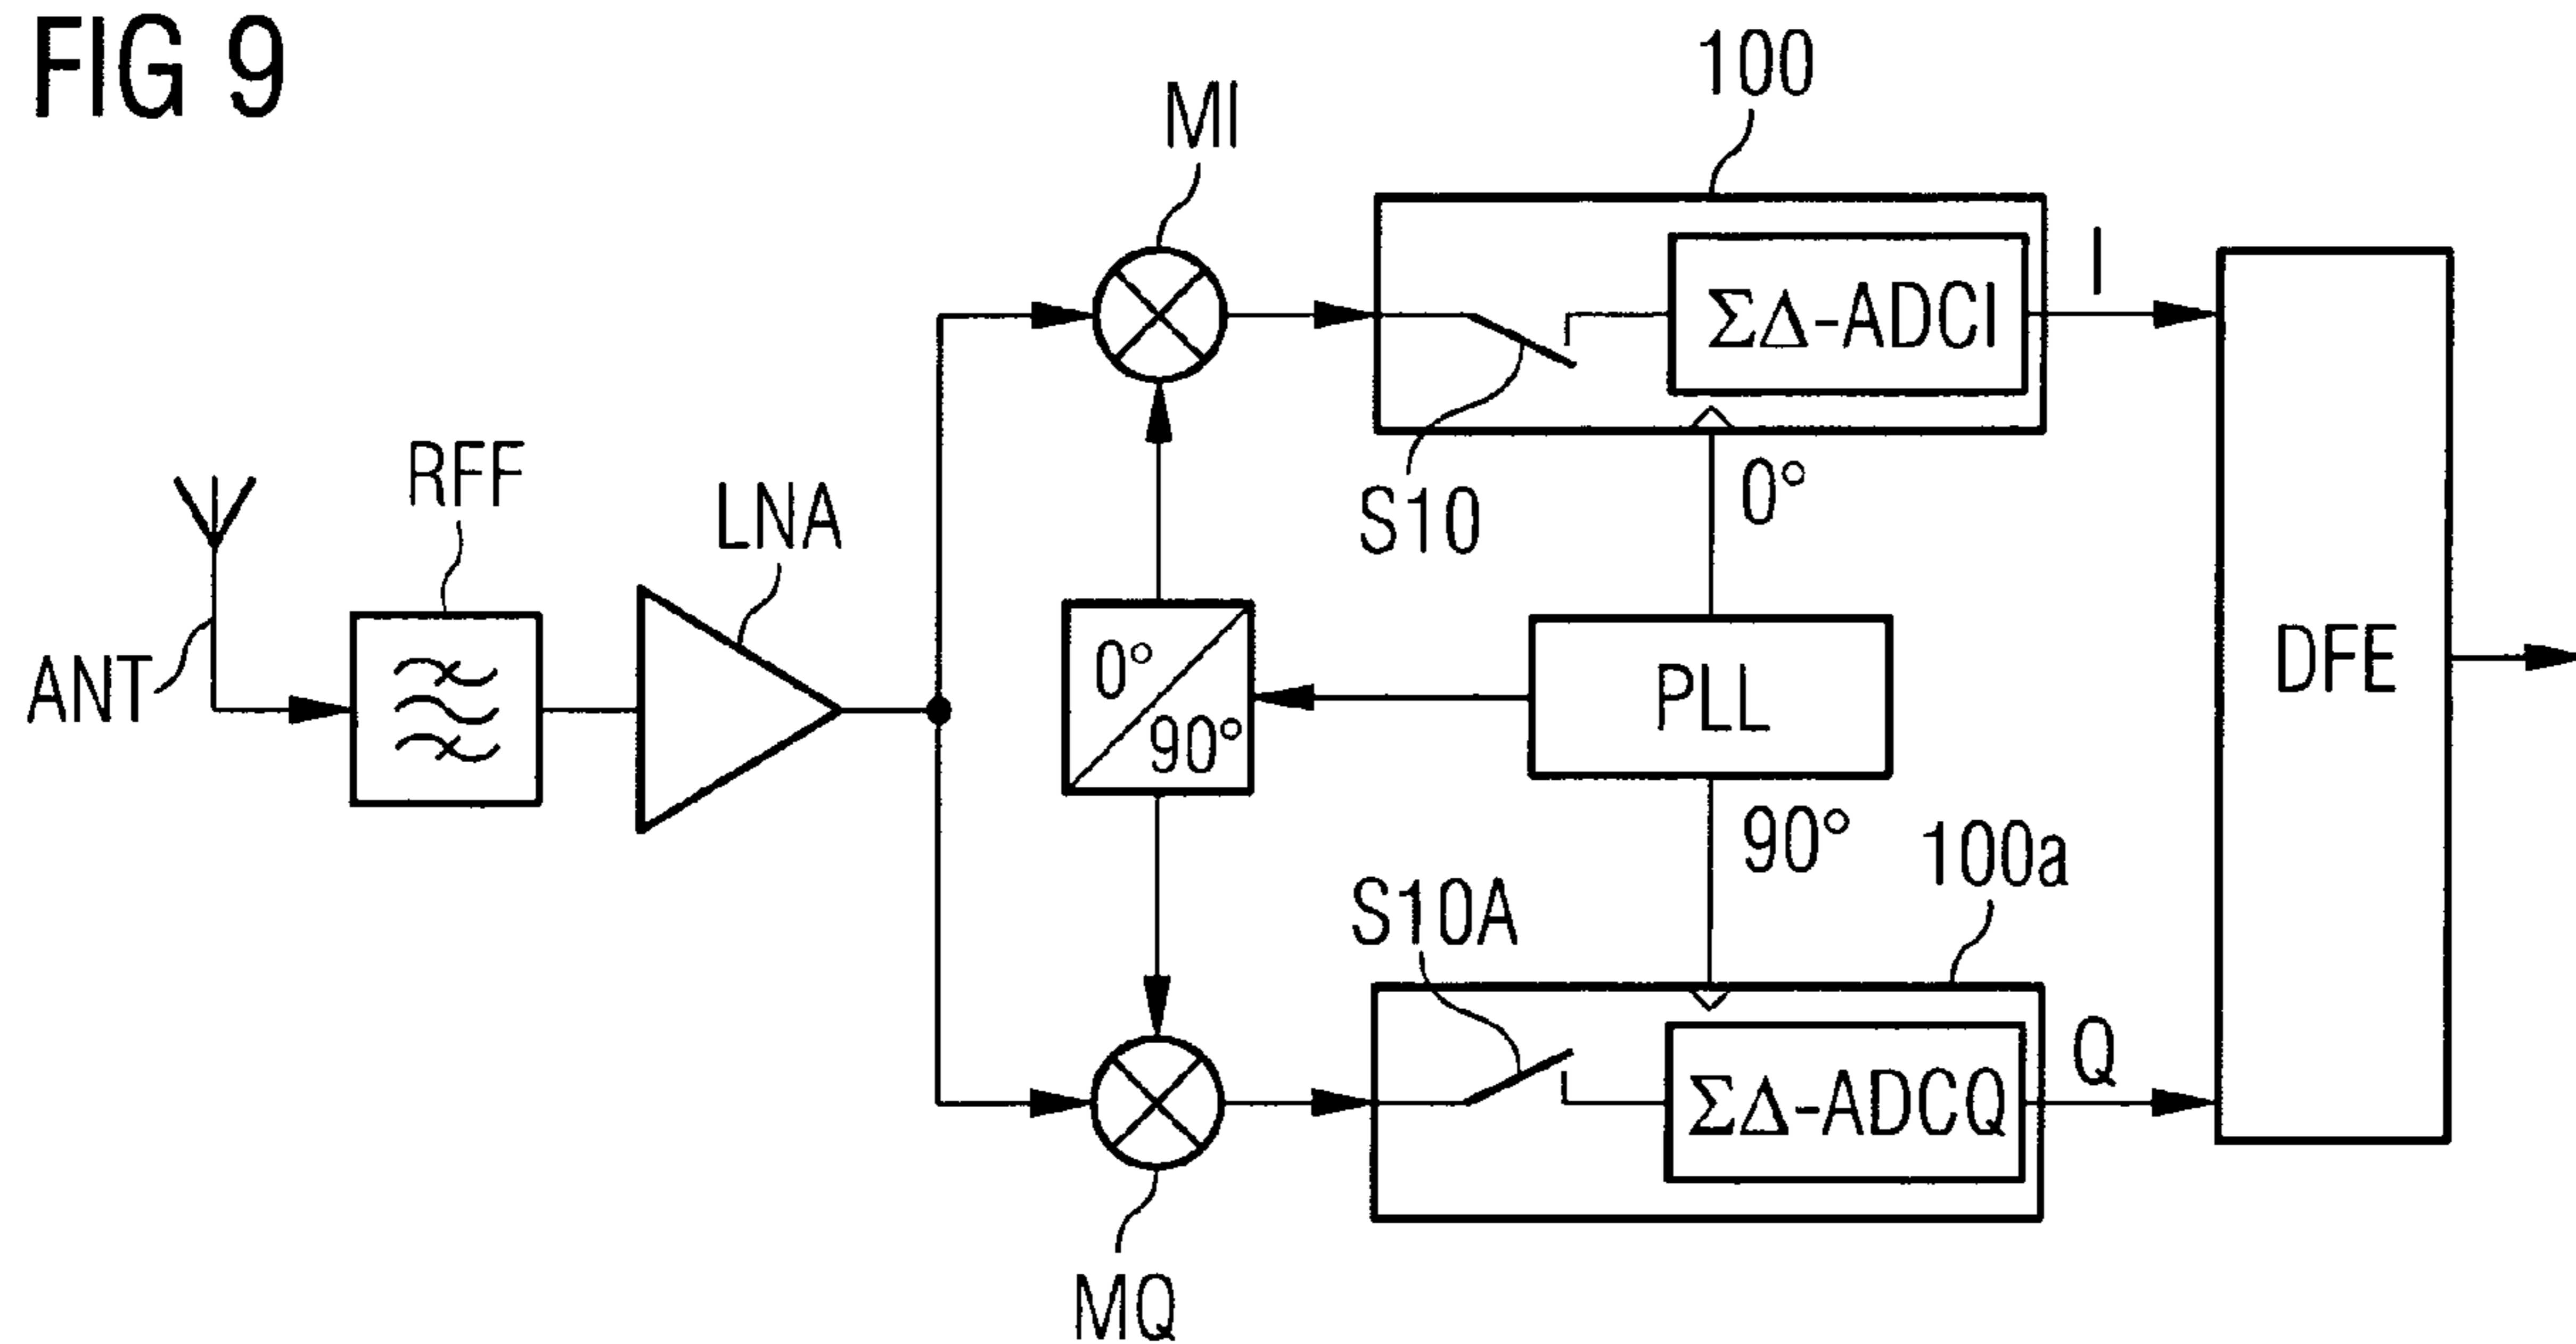 FIG 9
100
MI
I
ΣΔ-ADCI
RFF
LNA
S10
0°
ANT
0°
90°
PLL
DFE
90°
100a
S10A
Q
ΣΔ-ADCQ
MQ